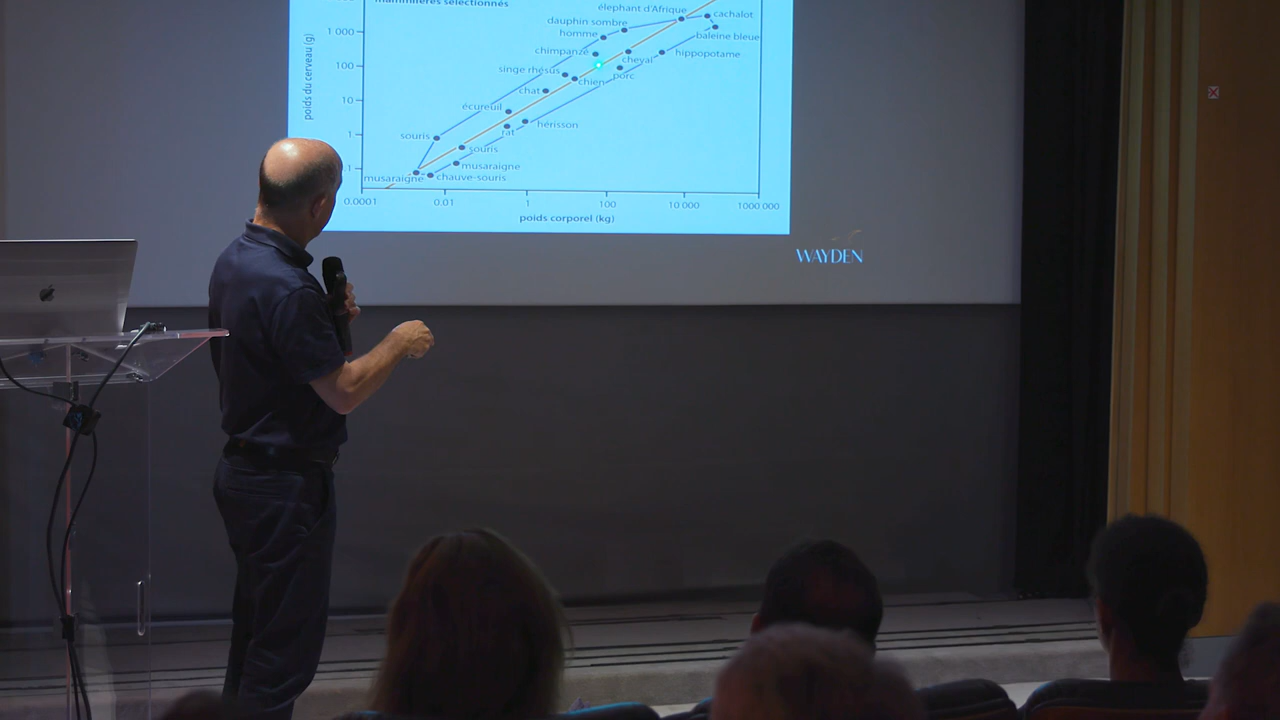 mammifères sélectionnés
éléphant d'Afrique
cachalot
dauphin sombre
homme
baleine bleue
1 000
chimpanzé
hippopotame
cheval
100
singe rhésus
porc
chien
chat
10
écureuil
hérisson
rat
1
souris
souris
musaraigne
musaraigne
chauve-souris
poids du cerveau (g)
0.0001
0.01
1
100
10 000
1000 000
poids corporel (kg)
WAYDEN